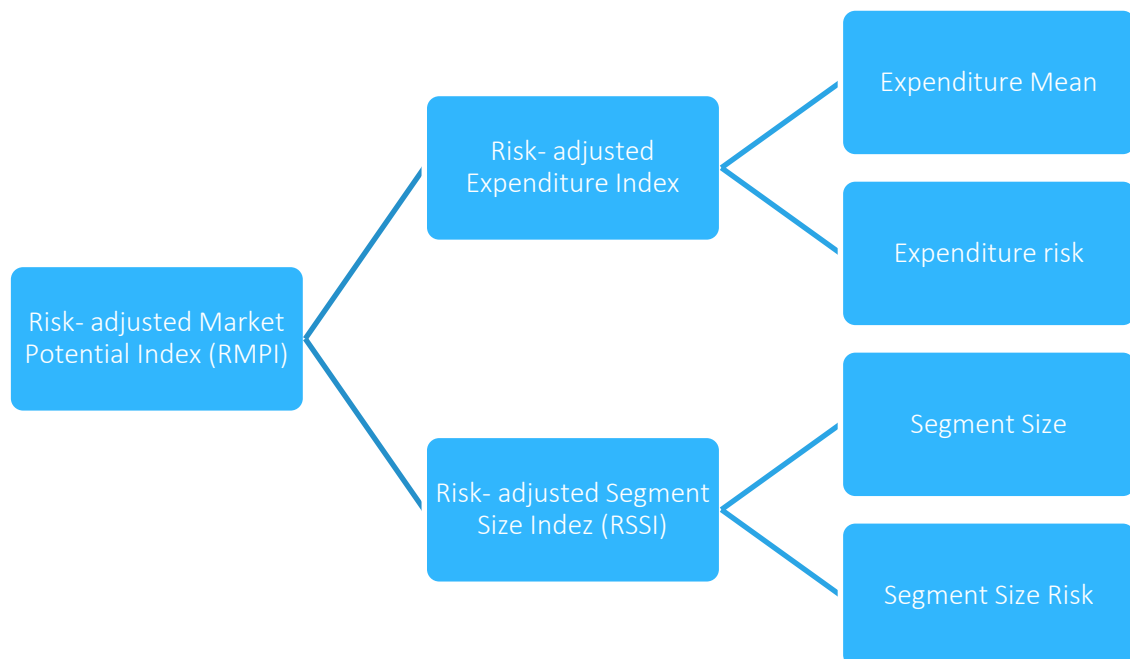 Risk- adjusted Market
Potential Index (RMPI)
Risk- adjusted
Expenditure Index
Expenditure Mean
Expenditure risk
Risk- adjusted Segment
Size Indez (RSSI)
Segment Size
Segment Size Risk